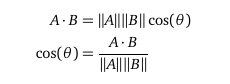 A · B = ||A||||B|| cos(θ)
cos(θ) = A · B / ||A||||B||